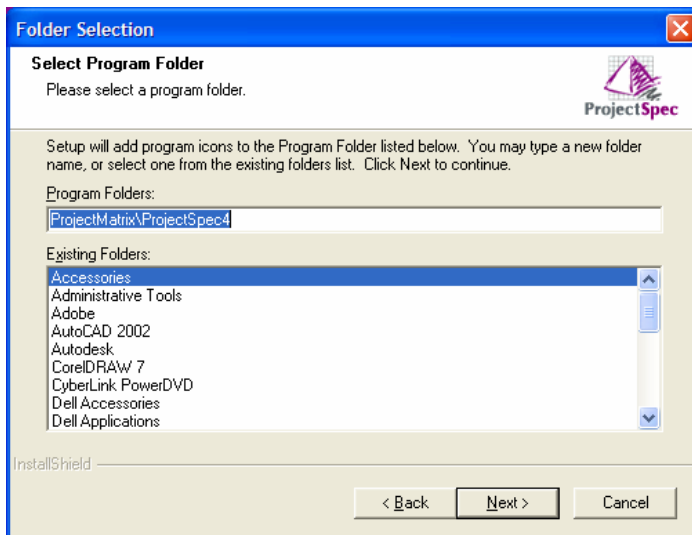 Folder Selection
Select Program Folder
Please select a program folder.
ProjectSpec
Setup will add program icons to the Program Folder listed below. You may type a new folder
name, or select one from the existing folders list. Click Next to continue.
Program Folders:
ProjectMatrix\ProjectSpec4
Existing Folders:
Accessories
Administrative Tools
Adobe
AutoCAD 2002
Autodesk
CorelDRAW 7
CyberLink PowerDVD
Dell Accessories
Dell Applications
InstallShield
< Back Next > Cancel